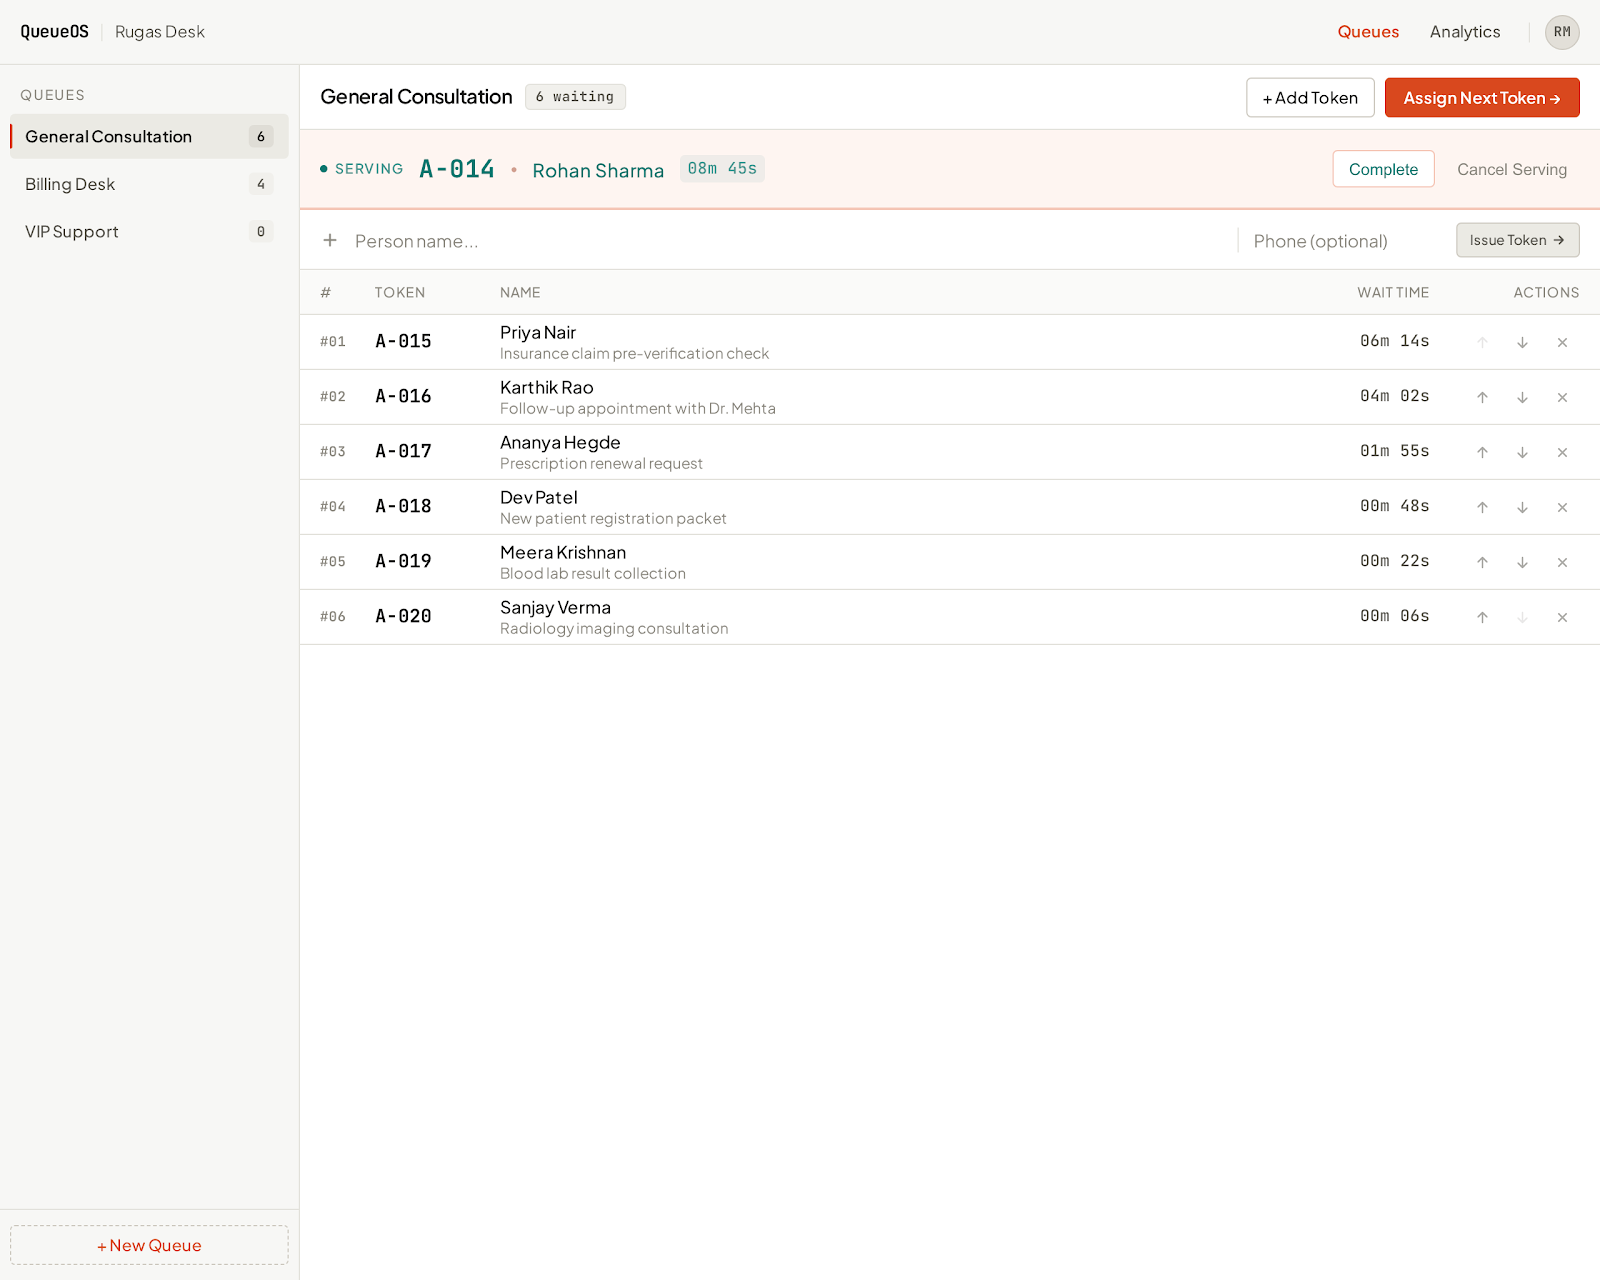 QueueOS Rugas Desk Queues Analytics RM
QUEUES
General Consultation 6
Billing Desk 4
VIP Support 0
+ New Queue
General Consultation 6 waiting + Add Token Assign Next Token →
• SERVING A-014 • Rohan Sharma 08m 45s Complete Cancel Serving
+ Person name... Phone (optional) Issue Token →
# TOKEN NAME WAIT TIME ACTIONS
#01 A-015 Priya Nair 06m 14s ↑ ↓ ×
Insurance claim pre-verification check
#02 A-016 Karthik Rao 04m 02s ↑ ↓ ×
Follow-up appointment with Dr. Mehta
#03 A-017 Ananya Hegde 01m 55s ↑ ↓ ×
Prescription renewal request
#04 A-018 Dev Patel 00m 48s ↑ ↓ ×
New patient registration packet
#05 A-019 Meera Krishnan 00m 22s ↑ ↓ ×
Blood lab result collection
#06 A-020 Sanjay Verma 00m 06s ↑ ↓ ×
Radiology imaging consultation